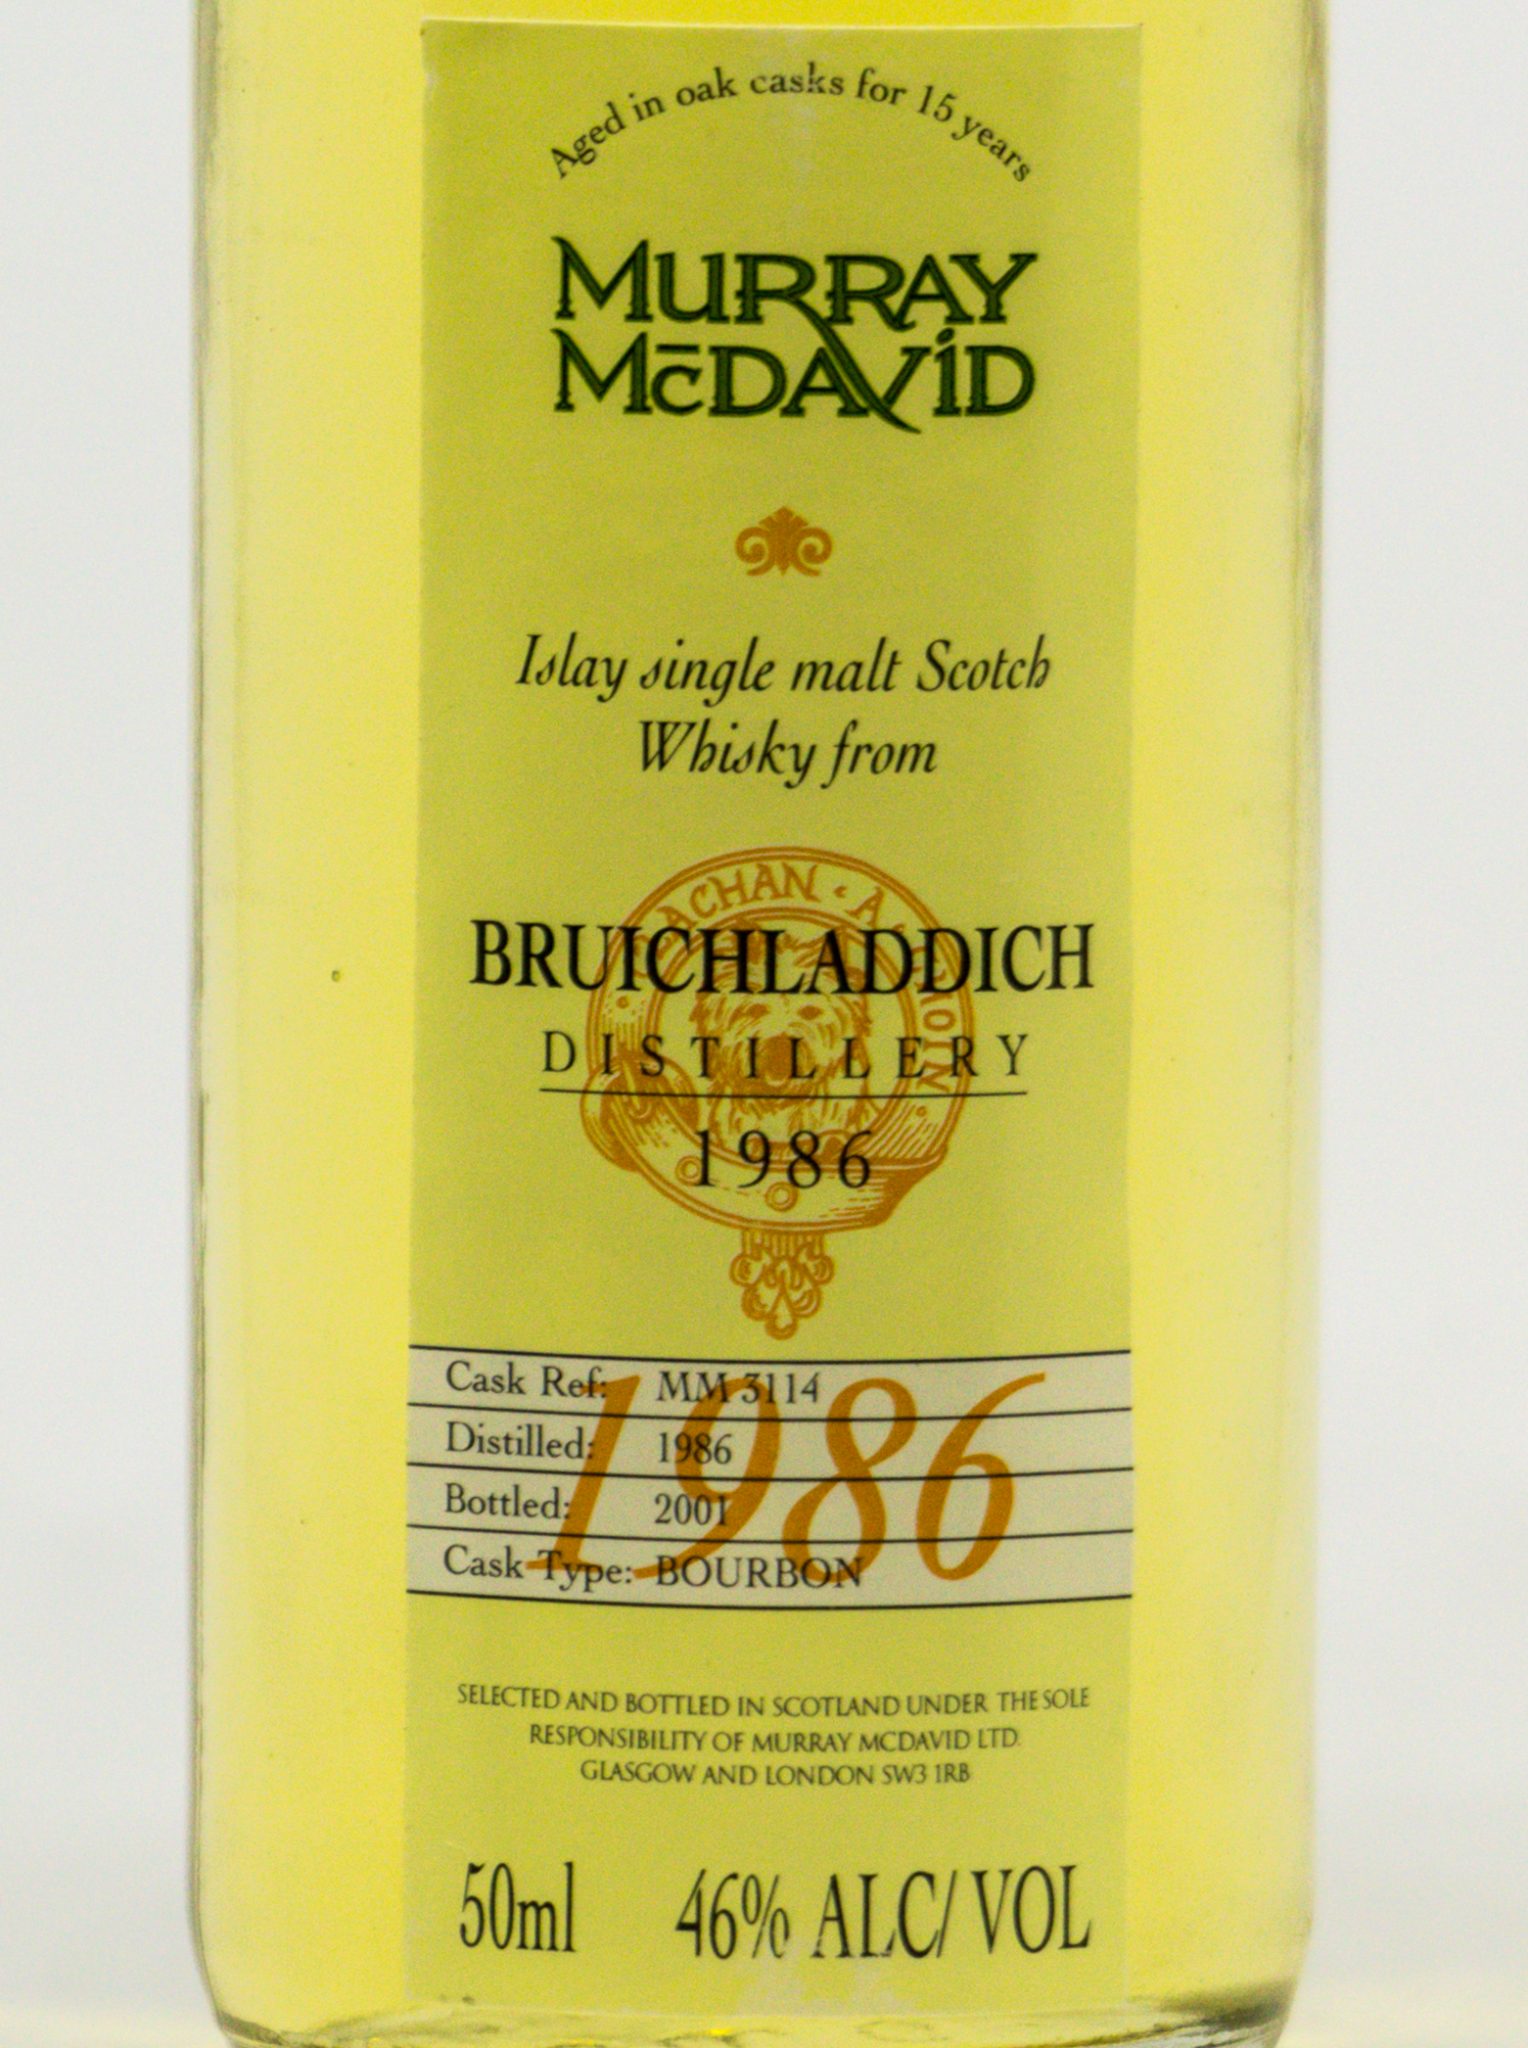 Aged in oak casks for 15 years
MURRAY
McDAVID
Islay single malt Scotch
Whisky from
BRUICHLADDICH
DISTILLERY
1986
Cask Ref: MM 3114
Distilled: 1986
Bottled: 2001
Cask Type: BOURBON
1986
SELECTED AND BOTTLED IN SCOTLAND UNDER THE SOLE
RESPONSIBILITY OF MURRAY MCDAVID LTD.
GLASGOW AND LONDON SW3 1RB
50ml 46% ALC/VOL